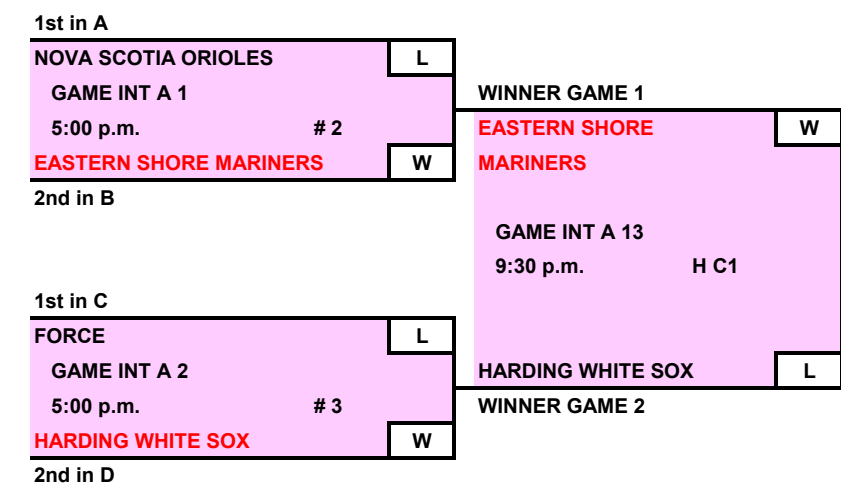 1st in A
NOVA SCOTIA ORIOLES L
GAME INT A 1
5:00 p.m. # 2
EASTERN SHORE MARINERS W
2nd in B
1st in C
FORCE L
GAME INT A 2
5:00 p.m. # 3
HARDING WHITE SOX W
2nd in D
WINNER GAME 1
EASTERN SHORE W
MARINERS
GAME INT A 13
9:30 p.m. H C1
HARDING WHITE SOX L
WINNER GAME 2